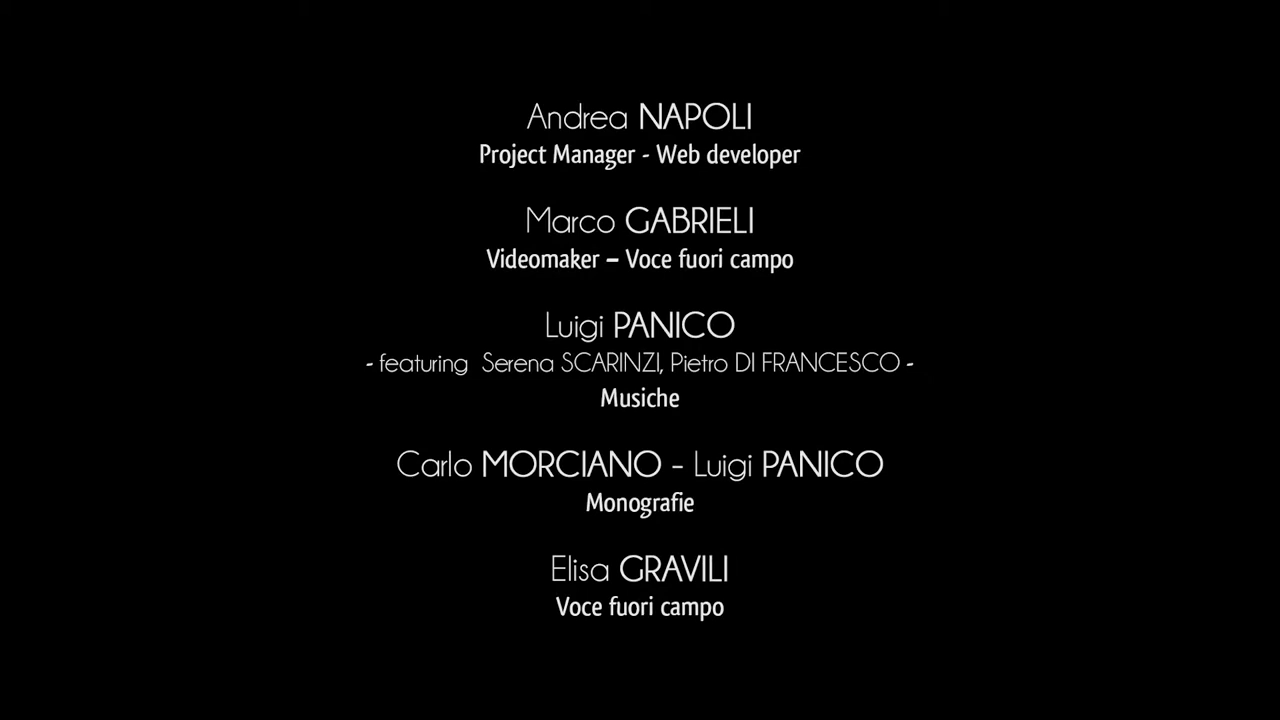 Andrea NAPOLI
Project Manager - Web developer
Marco GABRIELI
Videomaker – Voce fuori campo
Luigi PANICO
- featuring Serena SCARINZI, Pietro DI FRANCESCO -
Musiche
Carlo MORCIANO - Luigi PANICO
Monografie
Elisa GRAVILI
Voce fuori campo